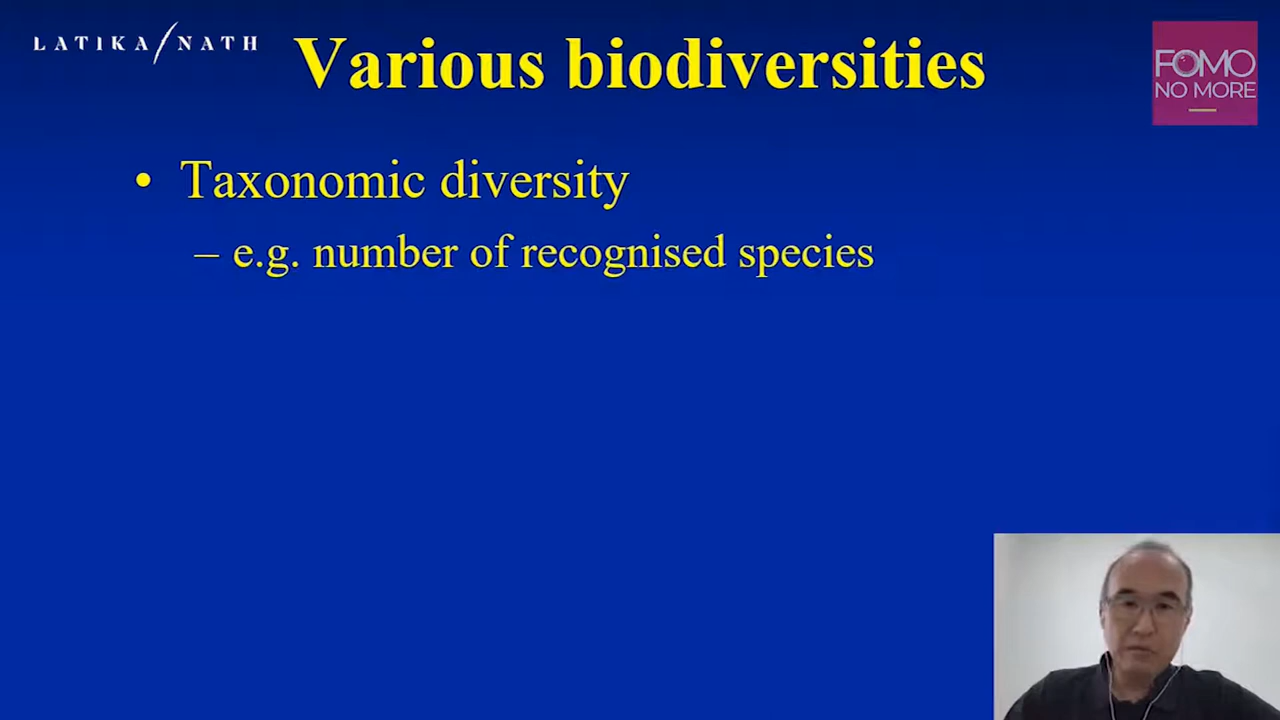 LATIKA/NATH
Various biodiversities
FOMO
NO MORE
• Taxonomic diversity
– e.g. number of recognised species